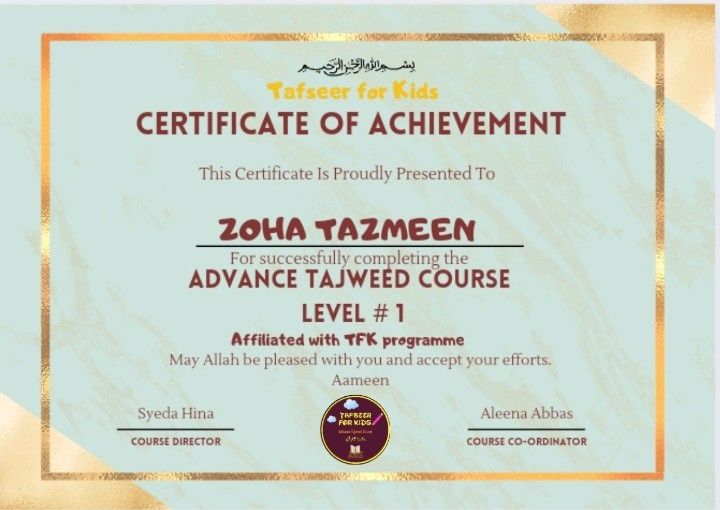 بسم الله الرحمن الرحيم
Tafseer for Kids
CERTIFICATE OF ACHIEVEMENT
This Certificate Is Proudly Presented To
ZOHA TAZMEEN
For successfully completing the
ADVANCE TAJWEED COURSE
LEVEL # 1
Affiliated with TFK programme
May Allah be pleased with you and accept your efforts.
Aameen
Syeda Hina
COURSE DIRECTOR
TAFSEER
FOR KIDS
Aleena Abbas
COURSE CO-ORDINATOR